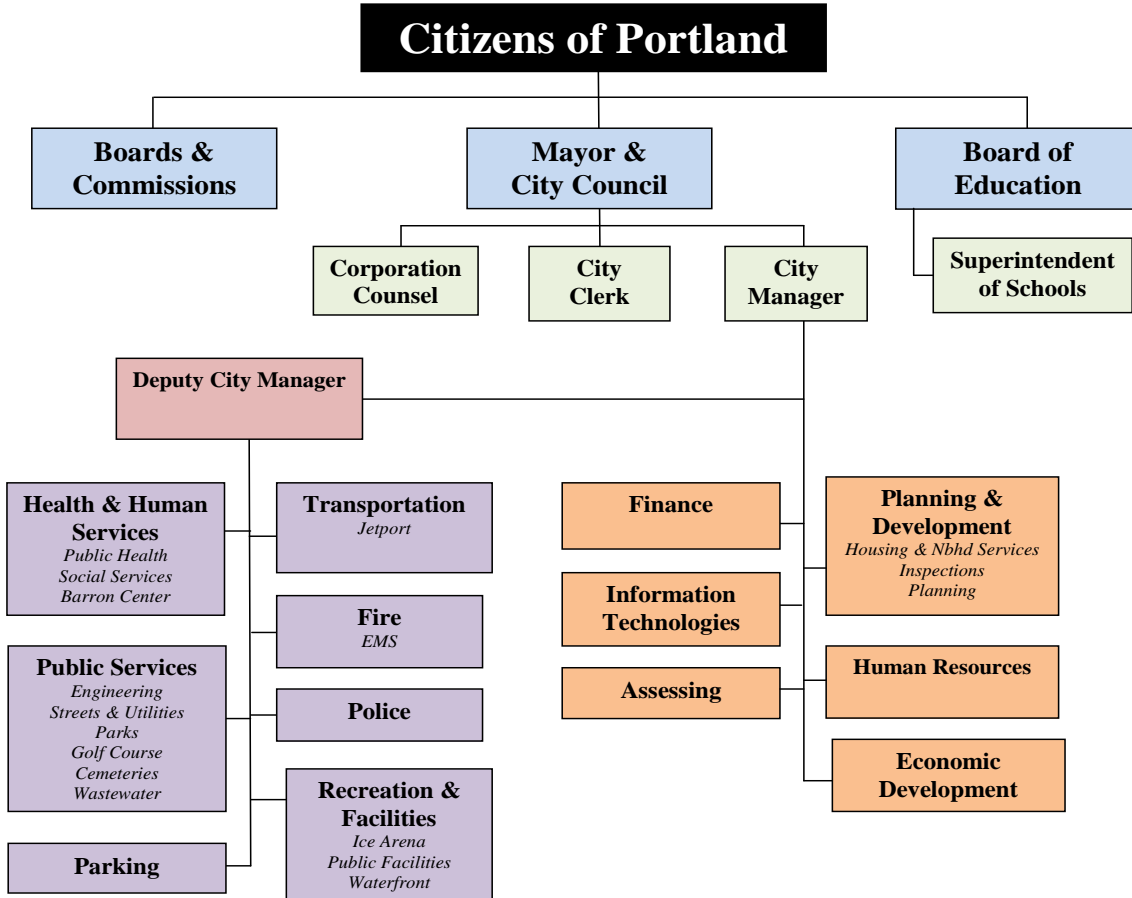 Citizens of Portland
Boards &
Commissions
Mayor &
City Council
Board of
Education
Corporation
Counsel
City
Clerk
City
Manager
Superintendent
of Schools
Deputy City Manager
Health & Human
Services
Public Health
Social Services
Barron Center
Transportation
Jetport
Fire
EMS
Public Services
Engineering
Streets & Utilities
Parks
Golf Course
Cemeteries
Wastewater
Police
Recreation &
Facilities
Ice Arena
Public Facilities
Waterfront
Parking
Finance
Planning &
Development
Housing & Nbhd Services
Inspections
Planning
Information
Technologies
Assessing
Human Resources
Economic
Development